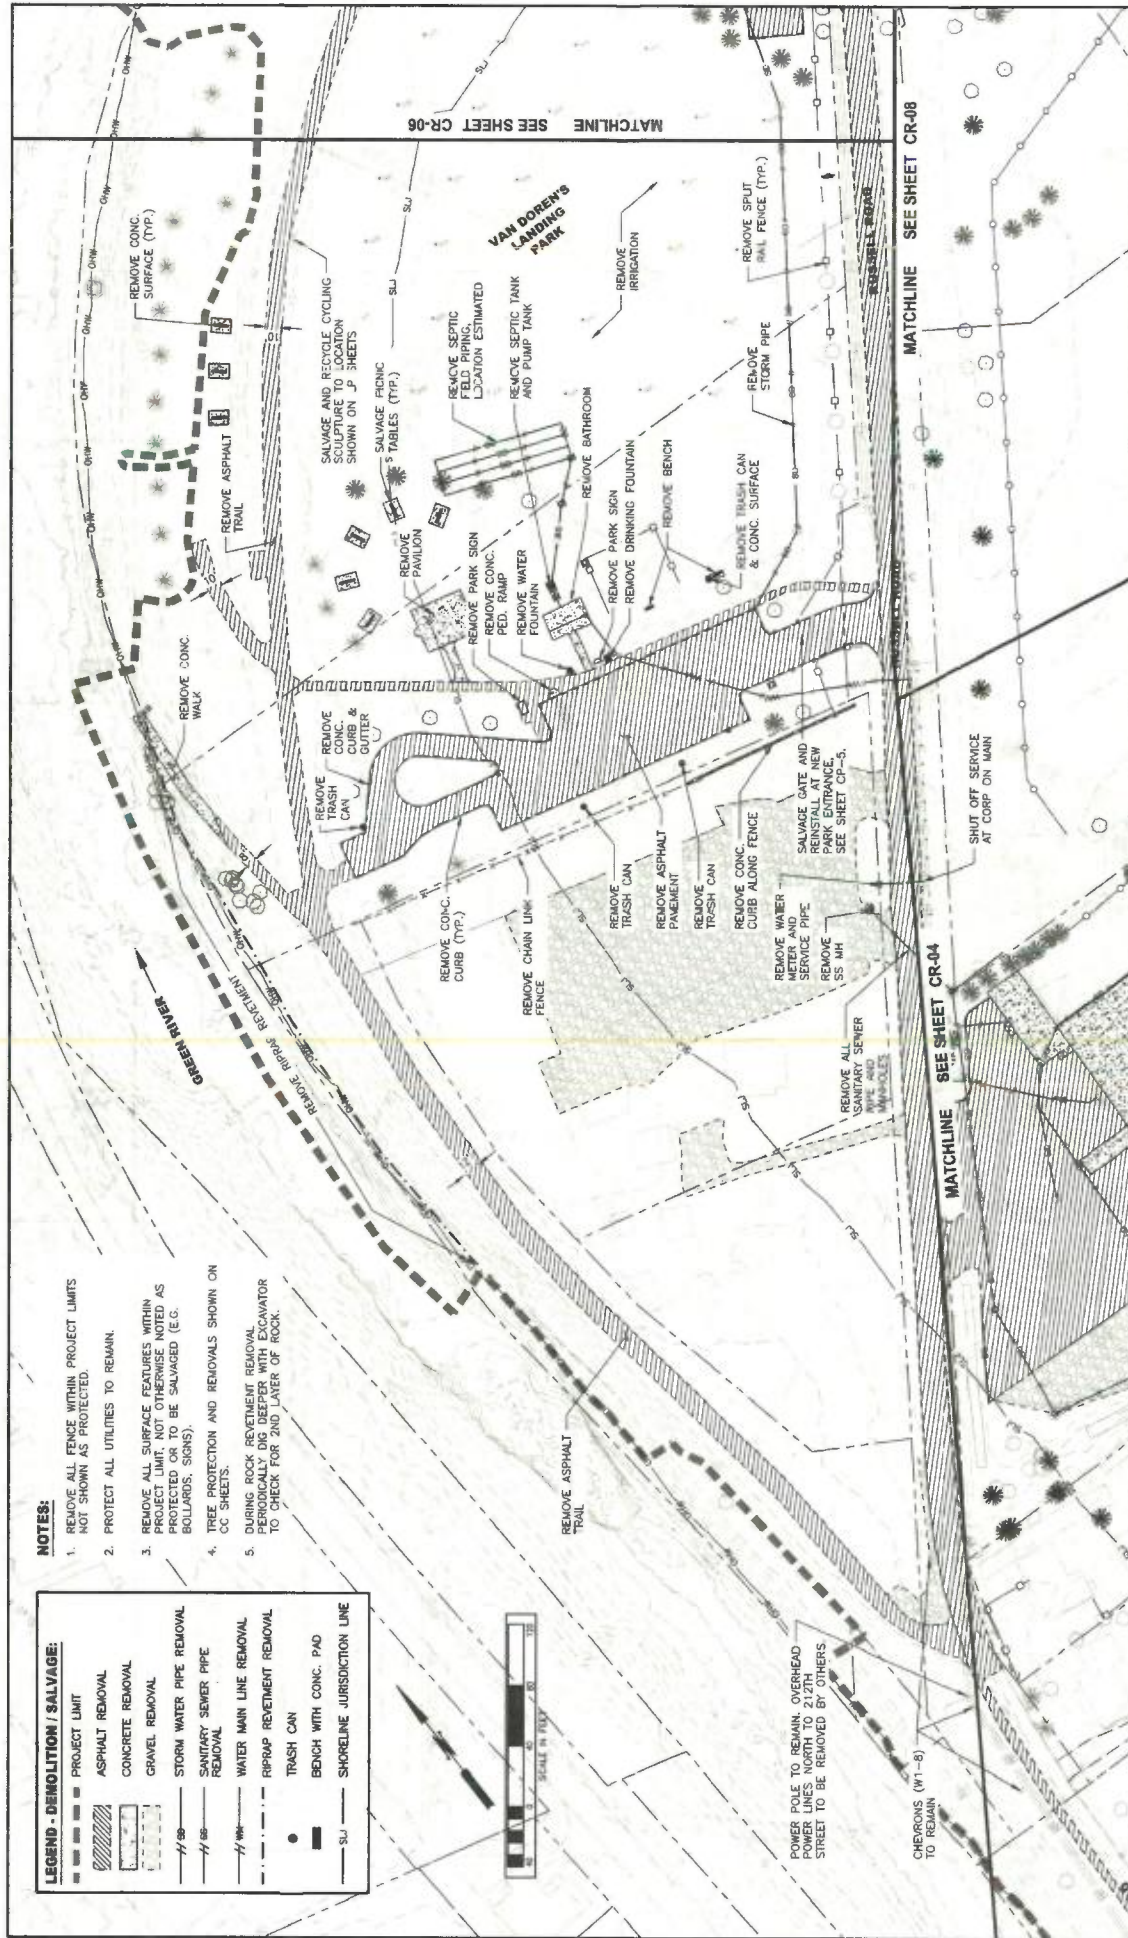 NOTES:
1. REMOVE ALL FENCE WITHIN PROJECT LIMITS
NOT SHOWN AS PROTECTED.
2. PROTECT ALL UTILITIES TO REMAIN.
3. REMOVE ALL SURFACE FEATURES WITHIN
PROJECT LIMIT, NOT OTHERWISE NOTED AS
PROTECTED OR TO BE SALVAGED (E.G.
BOLLARDS, SIGNS).
4. TREE PROTECTION AND REMOVALS SHOWN ON
CC SHEETS.
5. DURING ROCK REVETMENT REMOVAL
PERIODICALLY DIG DEEPER WITH EXCAVATOR
TO CHECK FOR 2ND LAYER OF ROCK.
LEGEND - DEMOLITION / SALVAGE:
PROJECT LIMIT
ASPHALT REMOVAL
CONCRETE REMOVAL
GRAVEL REMOVAL
SD STORM WATER PIPE REMOVAL
SS SANITARY SEWER PIPE
REMOVAL
WM WATER MAIN LINE REMOVAL
RIPRAP REVETMENT REMOVAL
TRASH CAN
BENCH WITH CONC. PAD
SLJ SHORELINE JURISDICTION LINE
40 0 40 80 120
SCALE IN FEET
GREEN RIVER
REMOVE RIPRAP REVETMENT
REMOVE CONC.
WALK
REMOVE ASPHALT
TRAIL
REMOVE CONC.
SURFACE (TYP.)
OHW
SALVAGE AND RECYCLE CYCLING
SCULPTURE TO LOCATION
SHOWN ON LP SHEETS
SALVAGE PICNIC
TABLES (TYP.)
MATCHLINE SEE SHEET CR-06
VAN DOREN'S
LANDING
PARK
REMOVE
IRRIGATION
REMOVE SEPTIC
FIELD PIPING,
LOCATION ESTIMATED
REMOVE SEPTIC TANK
AND PUMP TANK
REMOVE BATHROOM
REMOVE PARK SIGN
REMOVE DRINKING FOUNTAIN
REMOVE BENCH
REMOVE TRASH CAN
& CONC. SURFACE
REMOVE
STORM PIPE
REMOVE SPLIT
RAIL FENCE (TYP.)
REMOVE
PAVILION
REMOVE PARK SIGN
REMOVE CONC.
PED. RAMP
REMOVE WATER
FOUNTAIN
REMOVE
CONC.
CURB &
GUTTER
REMOVE
TRASH
CAN
REMOVE CONC.
CURB (TYP.)
REMOVE CHAIN LINK
FENCE
REMOVE
TRASH CAN
REMOVE ASPHALT
PAVEMENT
REMOVE
TRASH CAN
REMOVE CONC.
CURB ALONG FENCE
SALVAGE GATE AND
REINSTALL AT NEW
PARK ENTRANCE,
SEE SHEET CP-5.
REMOVE WATER
METER AND
SERVICE PIPE
REMOVE
SS MH
REMOVE ALL
SANITARY SEWER
PIPE AND
MANHOLES
SHUT OFF SERVICE
AT CORP ON MAIN
RUSSELL ROAD
MATCHLINE SEE SHEET CR-08
MATCHLINE SEE SHEET CR-04
REMOVE ASPHALT
TRAIL
POWER POLE TO REMAIN. OVERHEAD
POWER LINES NORTH TO 212TH
STREET TO BE REMOVED BY OTHERS
CHEVRONS (W1-8)
TO REMAIN